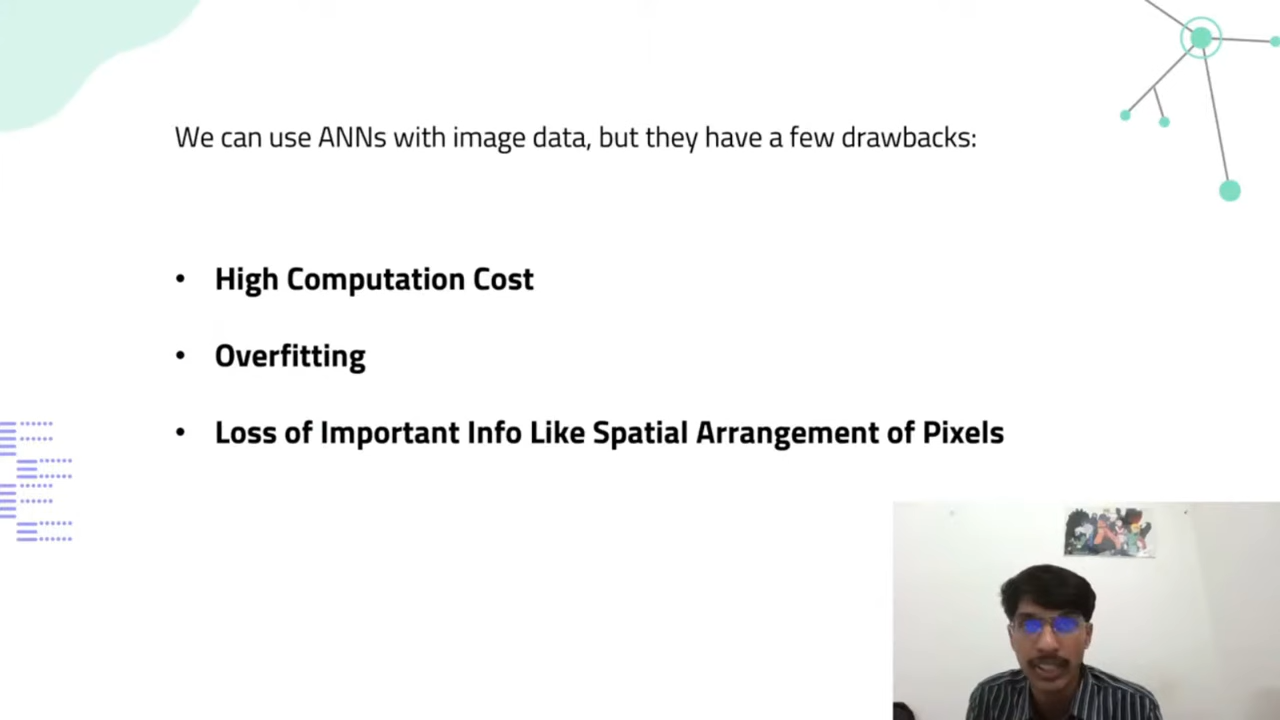 We can use ANNs with image data, but they have a few drawbacks:
• High Computation Cost
• Overfitting
• Loss of Important Info Like Spatial Arrangement of Pixels